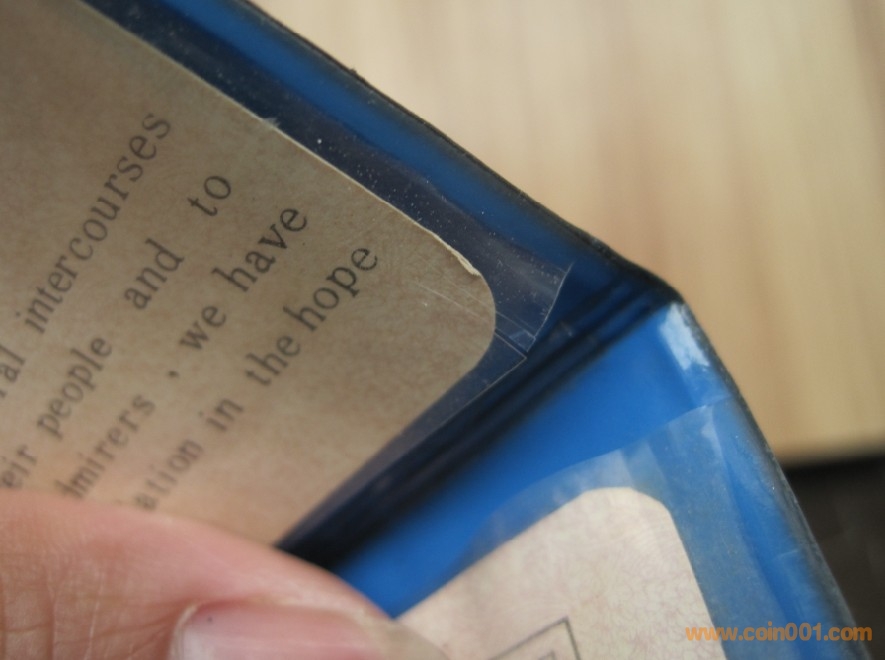 al intercourses
eir people and to
dmirers , we have
ation in the hope
www.coin001.com